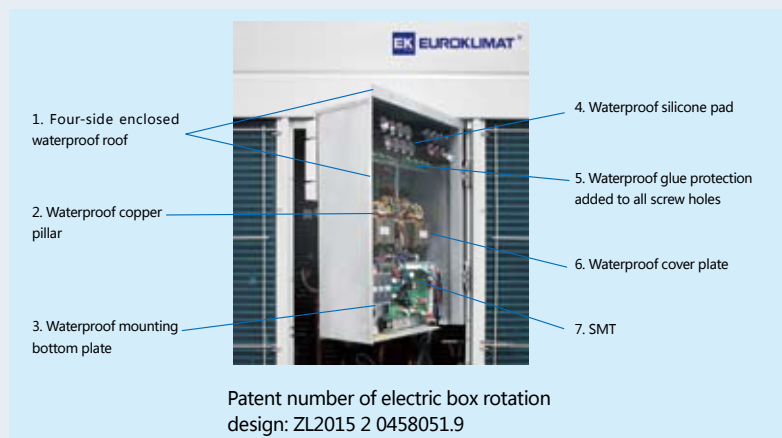 EK EUROKLIMAT®
1. Four-side enclosed
waterproof roof
2. Waterproof copper
pillar
3. Waterproof mounting
bottom plate
4. Waterproof silicone pad
5. Waterproof glue protection
added to all screw holes
6. Waterproof cover plate
7. SMT
Patent number of electric box rotation
design: ZL2015 2 0458051.9